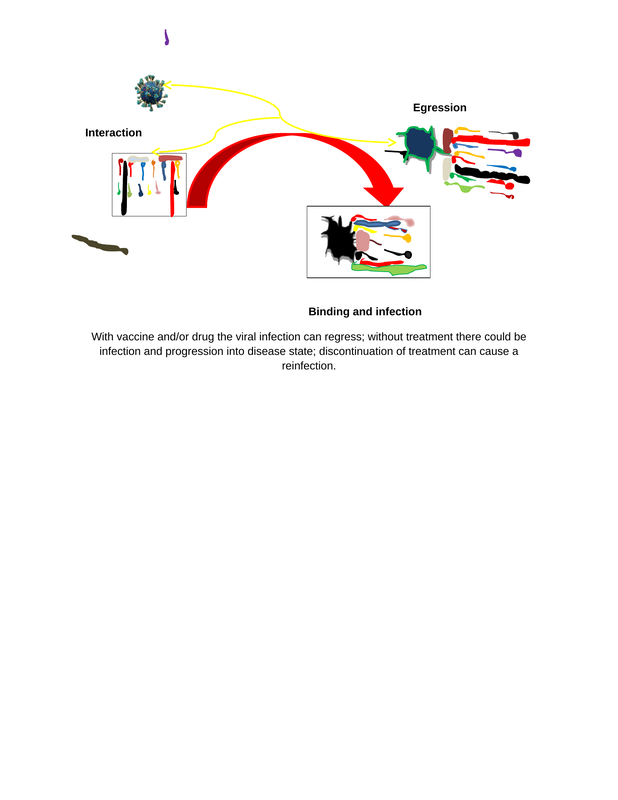 Egression
Interaction
Binding and infection
With vaccine and/or drug the viral infection can regress; without treatment there could be
infection and progression into disease state; discontinuation of treatment can cause a
reinfection.